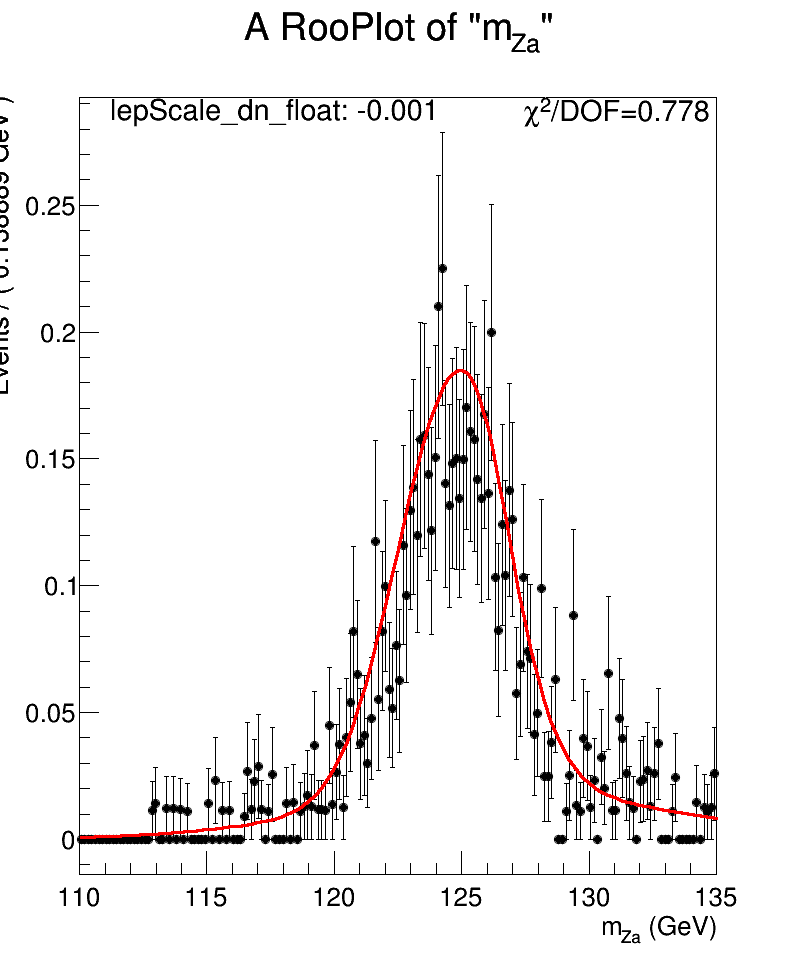 A RooPlot of "m_Za"
lepScale_dn_float: -0.001
χ²/DOF=0.778
Events / (
0.25
0.2
0.15
0.1
0.05
0
110 115 120 125 130 135
m_Za (GeV)